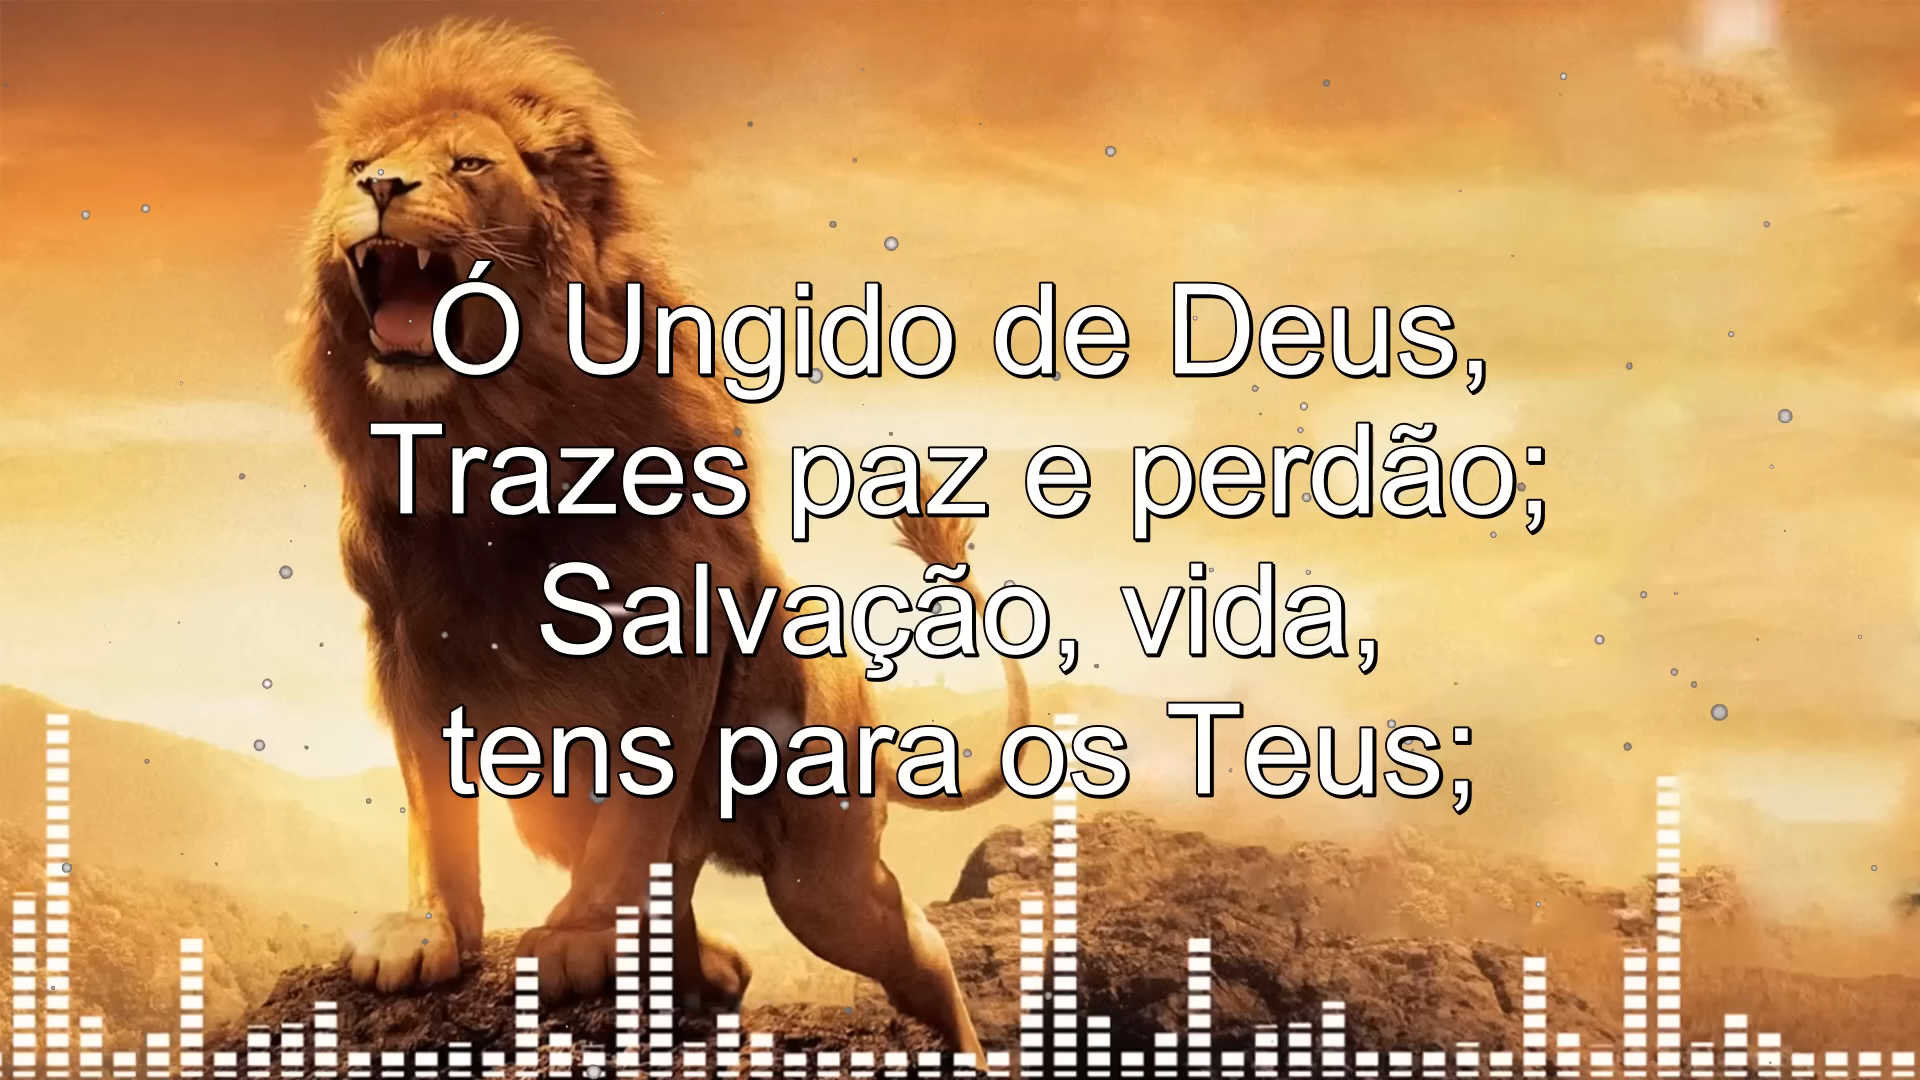 Ó Ungido de Deus,
Trazes paz e perdão;
Salvação, vida,
tens para os Teus;